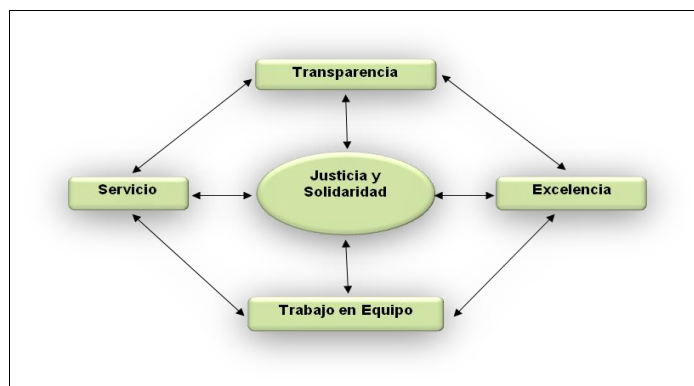 Transparencia
Servicio
Justicia y
Solidaridad
Excelencia
Trabajo en Equipo